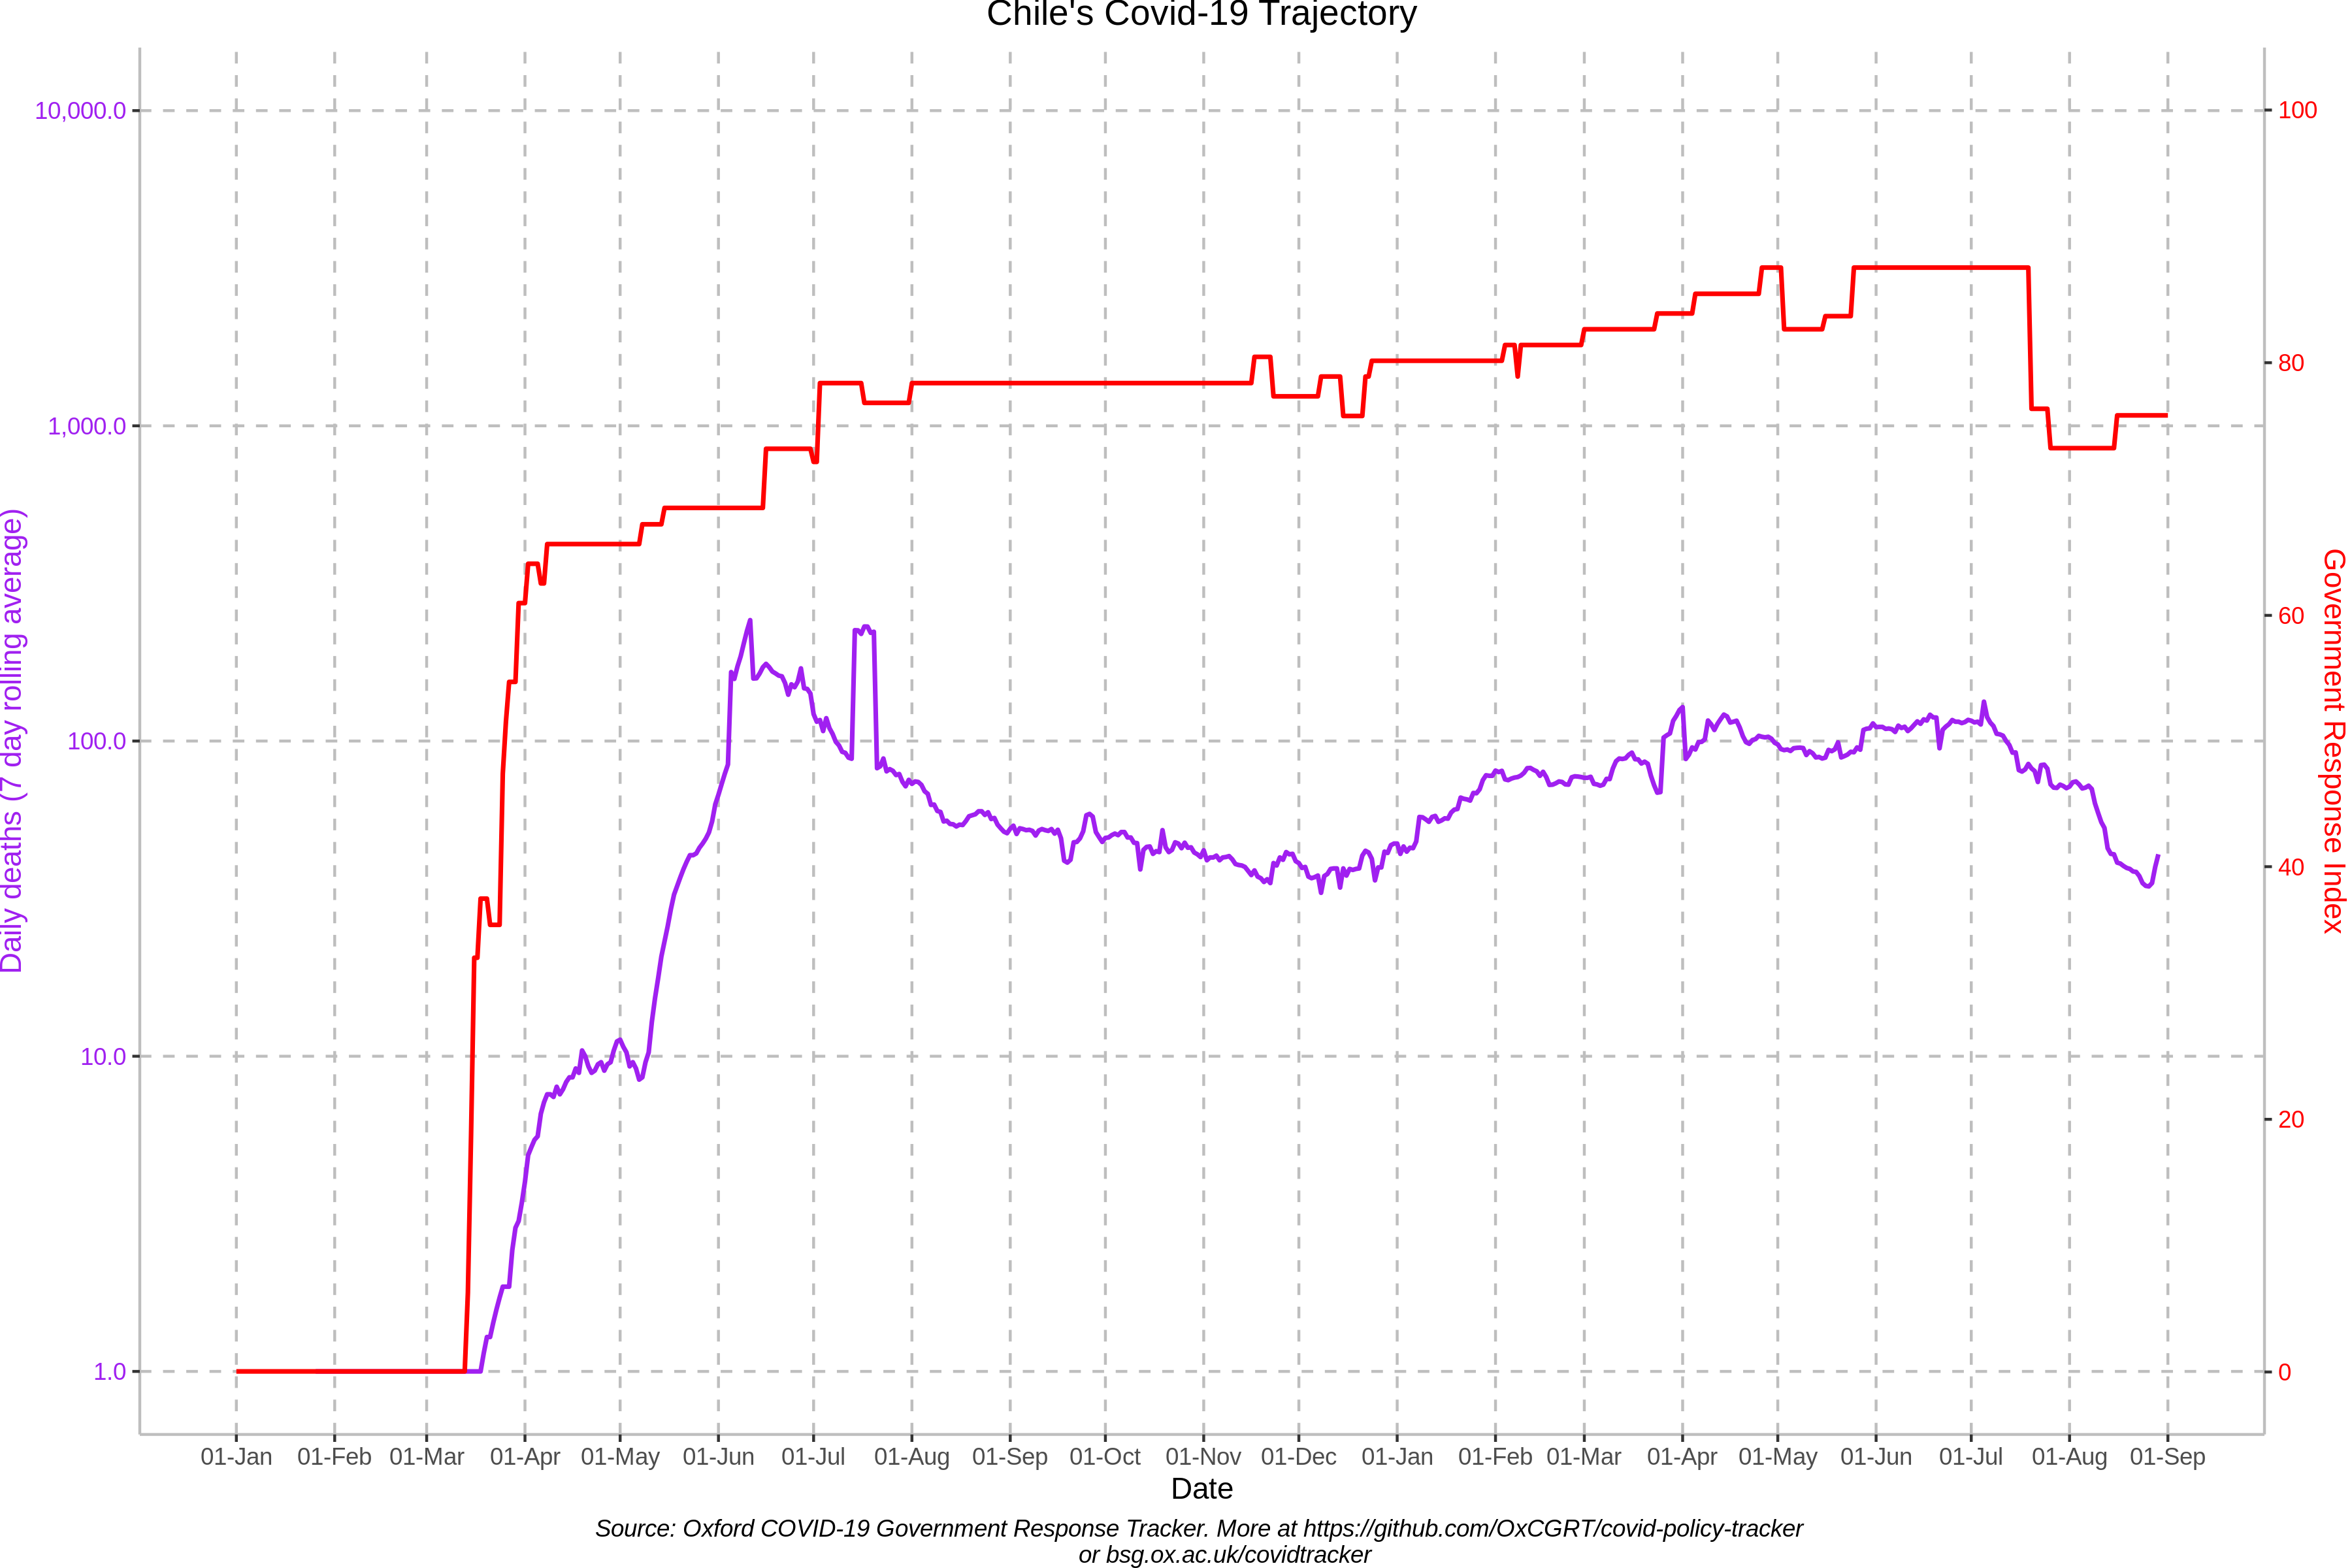 Chile's Covid-19 Trajectory
10,000.0
1,000.0
100.0
10.0
1.0
Daily deaths (7 day rolling average)
100
80
60
40
20
0
Government Response Index
01-Jan 01-Feb 01-Mar 01-Apr 01-May 01-Jun 01-Jul 01-Aug 01-Sep 01-Oct 01-Nov 01-Dec 01-Jan 01-Feb 01-Mar 01-Apr 01-May 01-Jun 01-Jul 01-Aug 01-Sep
Date
Source: Oxford COVID-19 Government Response Tracker. More at https://github.com/OxCGRT/covid-policy-tracker
or bsg.ox.ac.uk/covidtracker